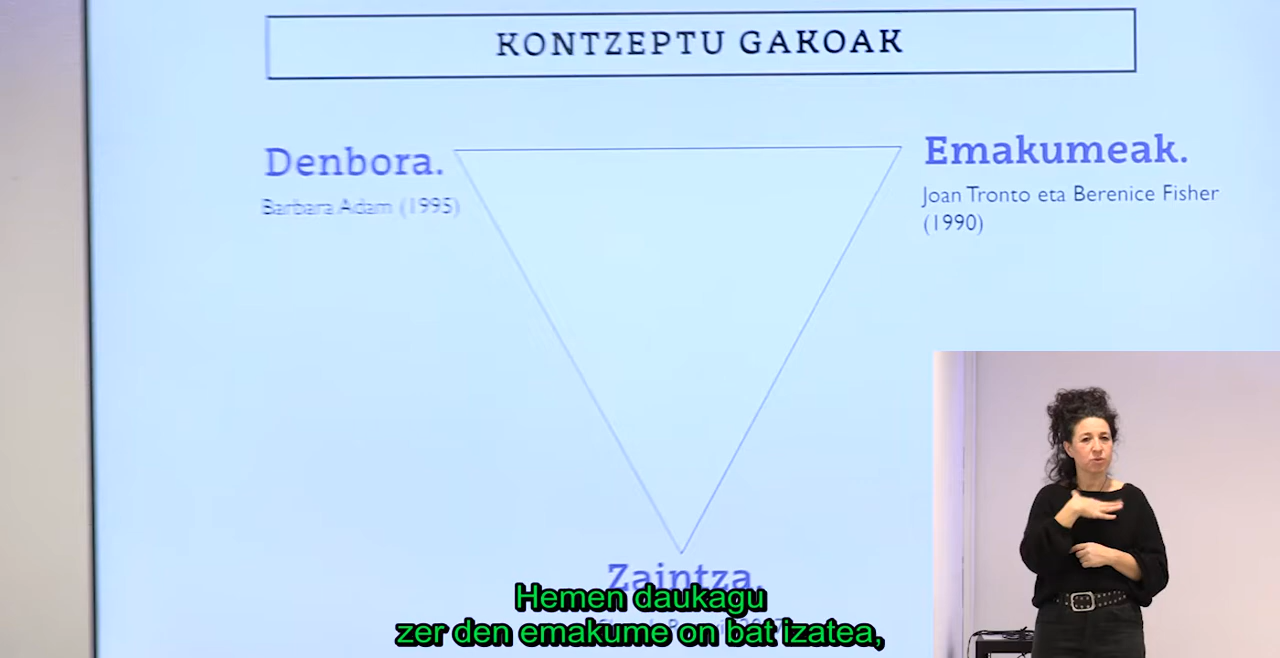 KONTZEPTU GAKOAK
Denbora.
Barbara Adam (1995)
Emakumeak.
Joan Tronto eta Berenice Fisher
(1990)
Zaintza.
Hemen daukagu
zer den emakume on bat izatea,